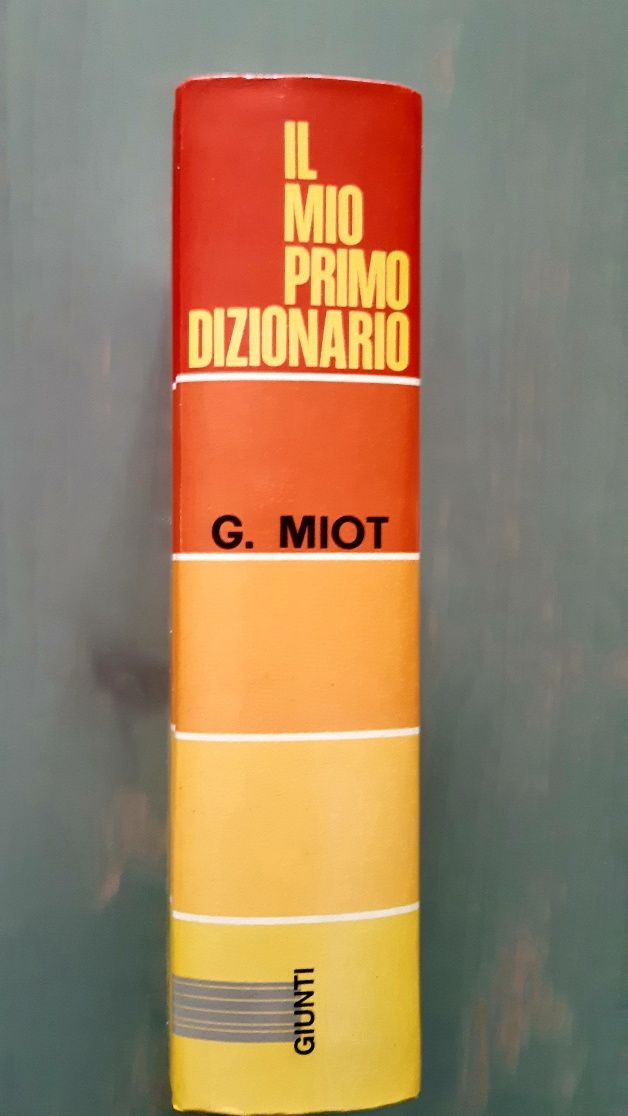 IL
MIO
PRIMO
DIZIONARIO
G. MIOT
GIUNTI